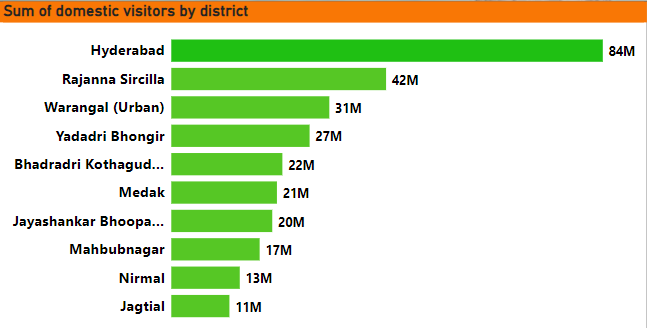 Sum of domestic visitors by district
Hyderabad 84M
Rajanna Sircilla 42M
Warangal (Urban) 31M
Yadadri Bhongir 27M
Bhadradri Kothagud... 22M
Medak 21M
Jayashankar Bhoopa... 20M
Mahbubnagar 17M
Nirmal 13M
Jagtial 11M